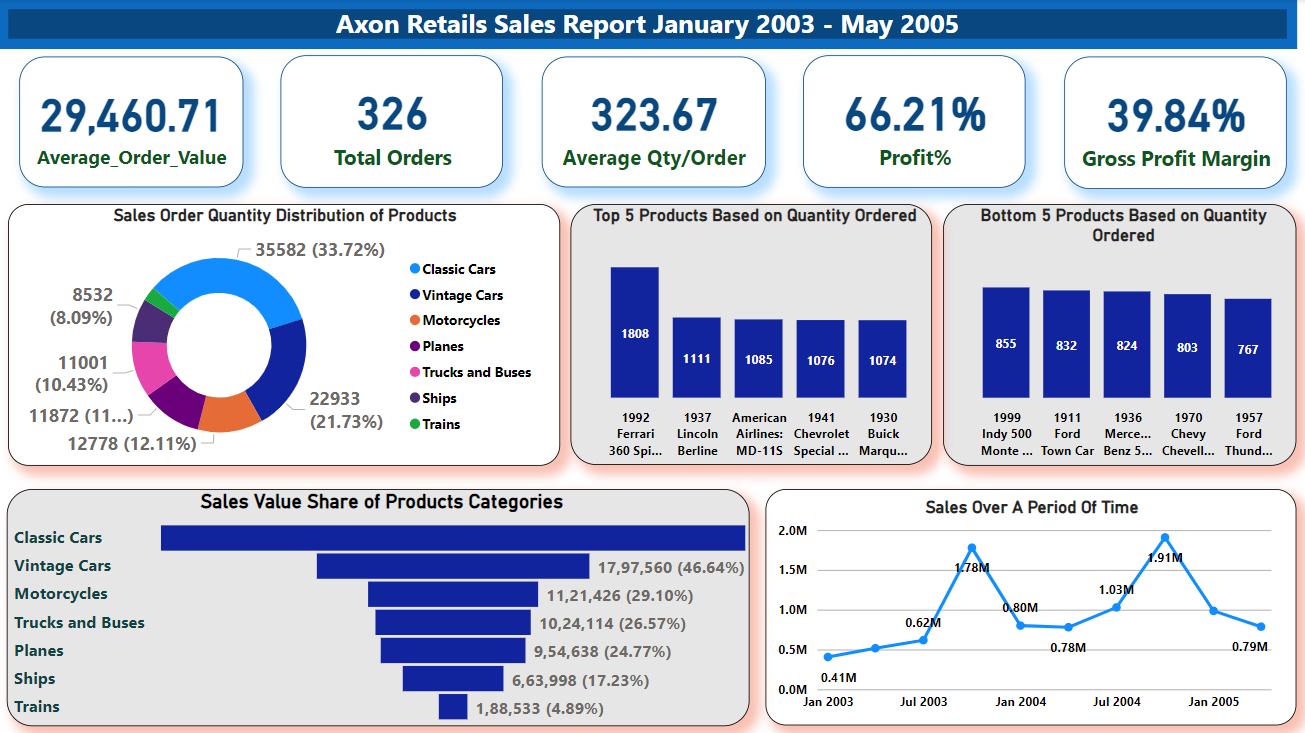 Axon Retails Sales Report January 2003 - May 2005
29,460.71
Average_Order_Value
326
Total Orders
323.67
Average Qty/Order
66.21%
Profit%
39.84%
Gross Profit Margin
Sales Order Quantity Distribution of Products
35582 (33.72%)
22933
(21.73%)
12778 (12.11%)
11872 (11...)
11001
(10.43%)
8532
(8.09%)
Classic Cars
Vintage Cars
Motorcycles
Planes
Trucks and Buses
Ships
Trains
Top 5 Products Based on Quantity Ordered
1808
1111
1085
1076
1074
1992
Ferrari
360 Spi...
1937
Lincoln
Berline
American
Airlines:
MD-11S
1941
Chevrolet
Special ...
1930
Buick
Marqu...
Bottom 5 Products Based on Quantity
Ordered
855
832
824
803
767
1999
Indy 500
Monte ...
1911
Ford
Town Car
1936
Merce...
Benz 5...
1970
Chevy
Chevell...
1957
Ford
Thund...
Sales Value Share of Products Categories
Classic Cars
Vintage Cars 17,97,560 (46.64%)
Motorcycles 11,21,426 (29.10%)
Trucks and Buses 10,24,114 (26.57%)
Planes 9,54,638 (24.77%)
Ships 6,63,998 (17.23%)
Trains 1,88,533 (4.89%)
Sales Over A Period Of Time
2.0M
1.5M
1.0M
0.5M
0.0M
0.41M
0.62M
1.78M
0.80M
0.78M
1.03M
1.91M
0.79M
Jan 2003
Jul 2003
Jan 2004
Jul 2004
Jan 2005